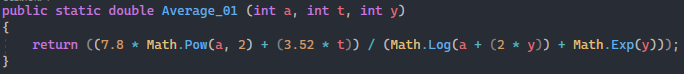 public static double Average_01 (int a, int t, int y)
{
return ((7.8 * Math.Pow(a, 2) + (3.52 * t)) / (Math.Log(a + (2 * y)) + Math.Exp(y)));
}